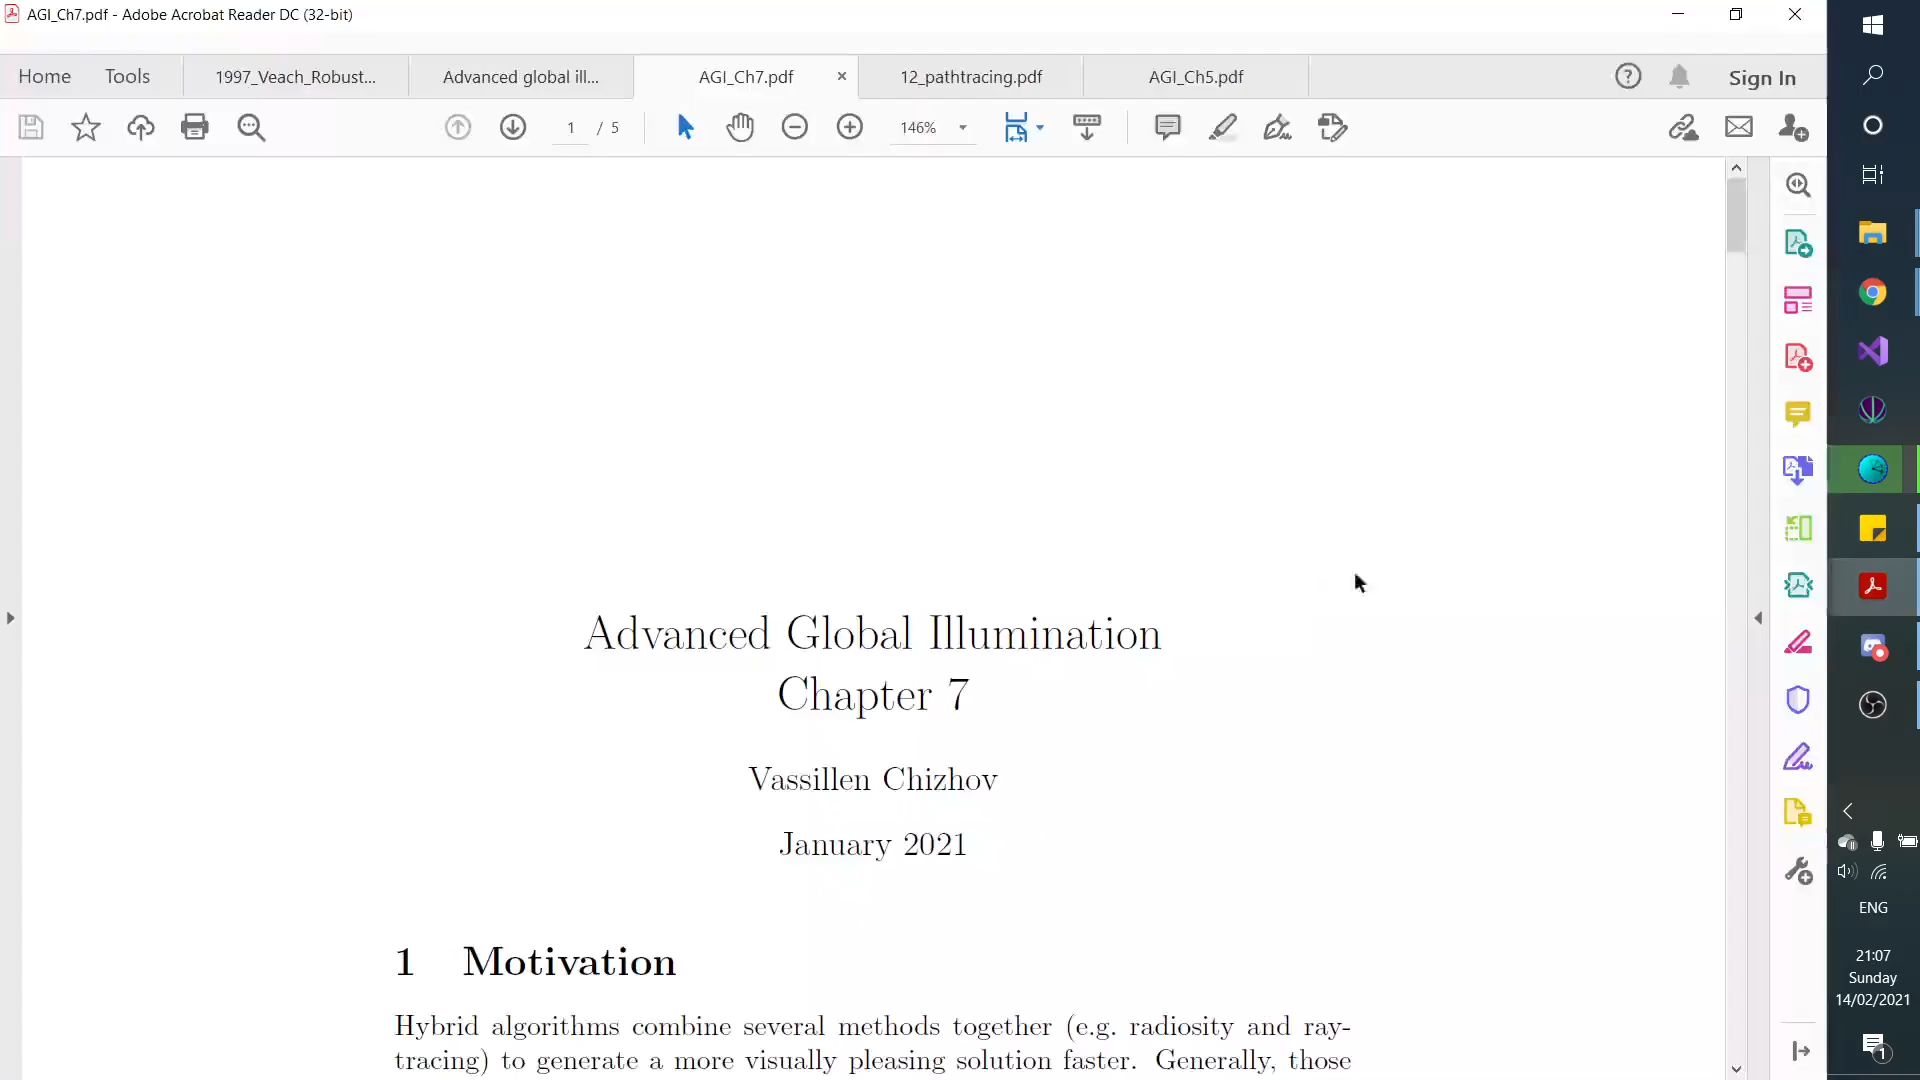 AGI_Ch7.pdf - Adobe Acrobat Reader DC (32-bit)
Home Tools 1997_Veach_Robust... Advanced global ill... AGI_Ch7.pdf 12_pathtracing.pdf AGI_Ch5.pdf Sign In
1 / 5 146%
Advanced Global Illumination
Chapter 7
Vassillen Chizhov
January 2021
1 Motivation
Hybrid algorithms combine several methods together (e.g. radiosity and ray-
tracing) to generate a more visually pleasing solution faster. Generally, those
ENG
21:07
Sunday
14/02/2021
1